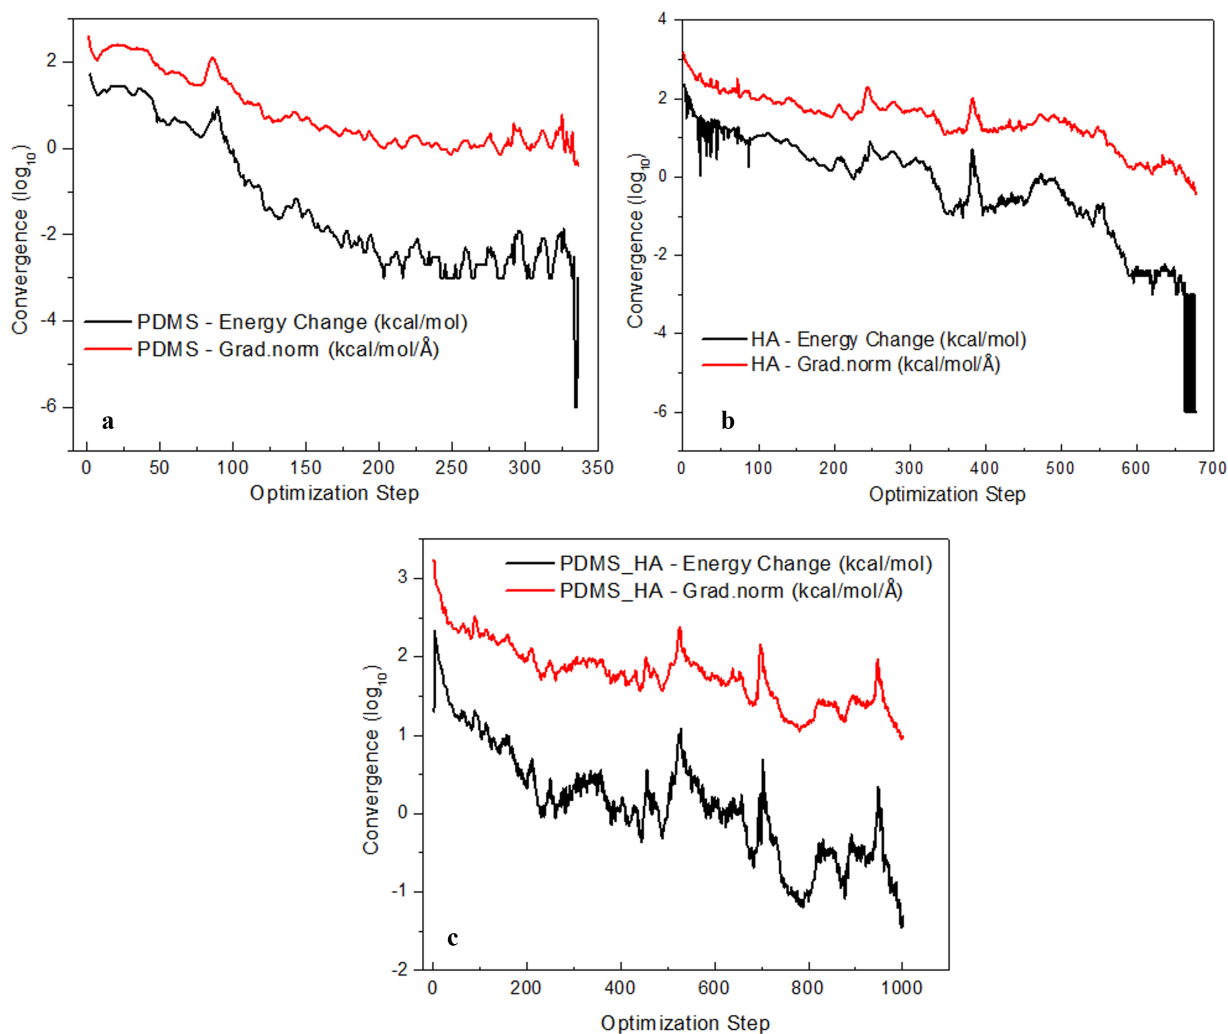 2
0
-2
-4
-6
Convergence (log10)
PDMS - Energy Change (kcal/mol)
PDMS - Grad.norm (kcal/mol/Å)
a
0
50
100
150
200
250
300
350
Optimization Step
4
2
0
-2
-4
-6
Convergence (log10)
HA - Energy Change (kcal/mol)
HA - Grad.norm (kcal/mol/Å)
b
0
100
200
300
400
500
600
700
Optimization Step
3
2
1
0
-1
-2
Convergence (log10)
PDMS_HA - Energy Change (kcal/mol)
PDMS_HA - Grad.norm (kcal/mol/Å)
c
0
200
400
600
800
1000
Optimization Step